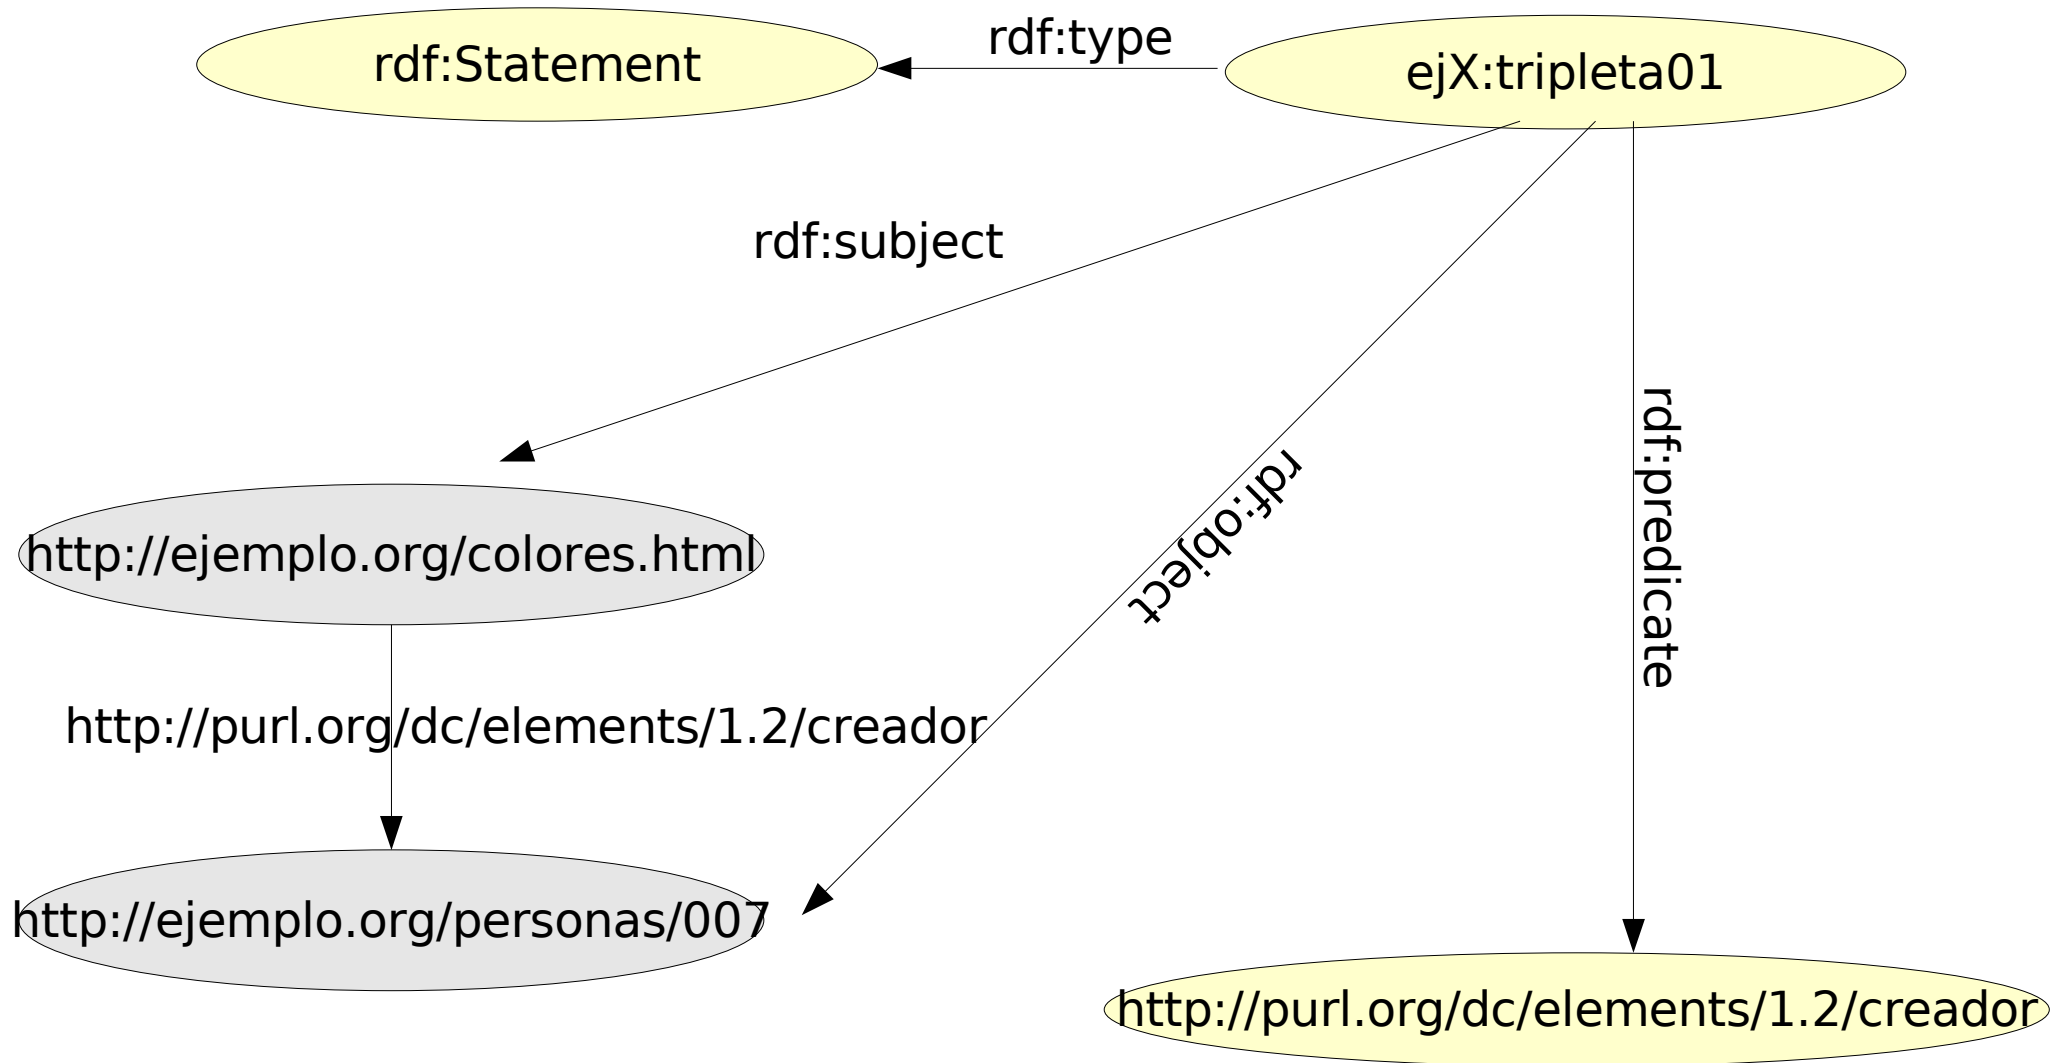 rdf:type
rdf:Statement
ejX:tripleta01
rdf:subject
rdf:object
rdf:predicate
http://ejemplo.org/colores.html
http://purl.org/dc/elements/1.2/creador
http://ejemplo.org/personas/007
http://purl.org/dc/elements/1.2/creador